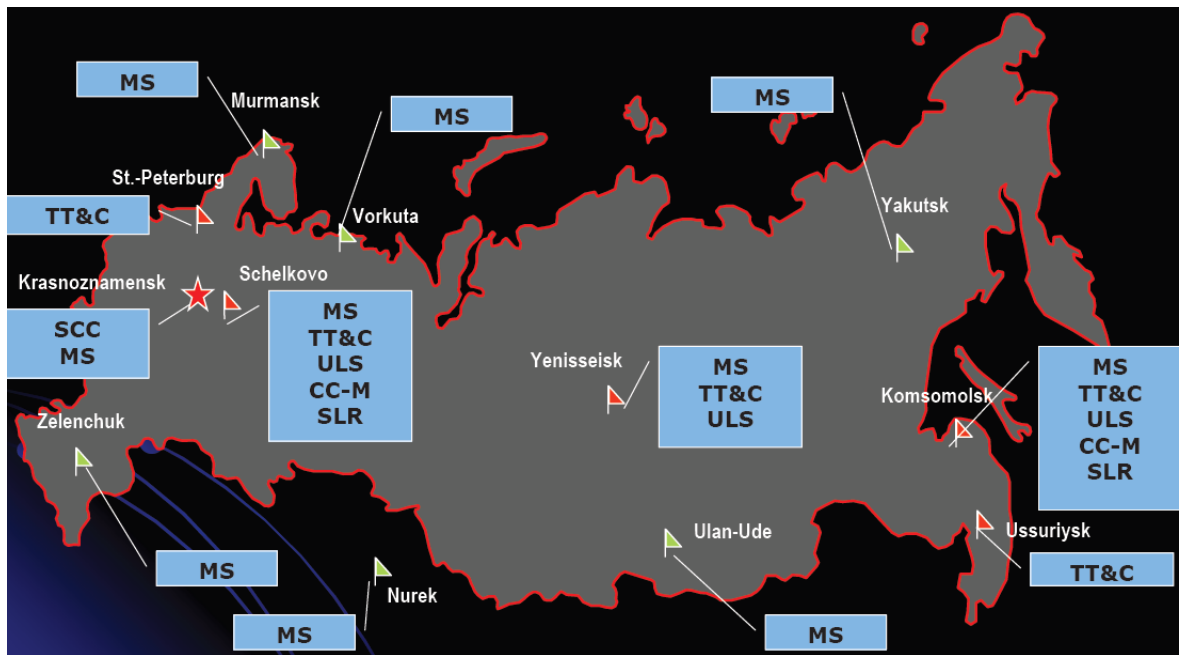 MS
Murmansk
MS
MS
St.-Peterburg
TT&C
Vorkuta
Yakutsk
Krasnoznamensk
Schelkovo
SCC
MS
MS
TT&C
ULS
CC-M
SLR
Yenisseisk
MS
TT&C
ULS
Komsomolsk
MS
TT&C
ULS
CC-M
SLR
Zelenchuk
MS
Nurek
MS
Ulan-Ude
MS
Ussuriysk
TT&C